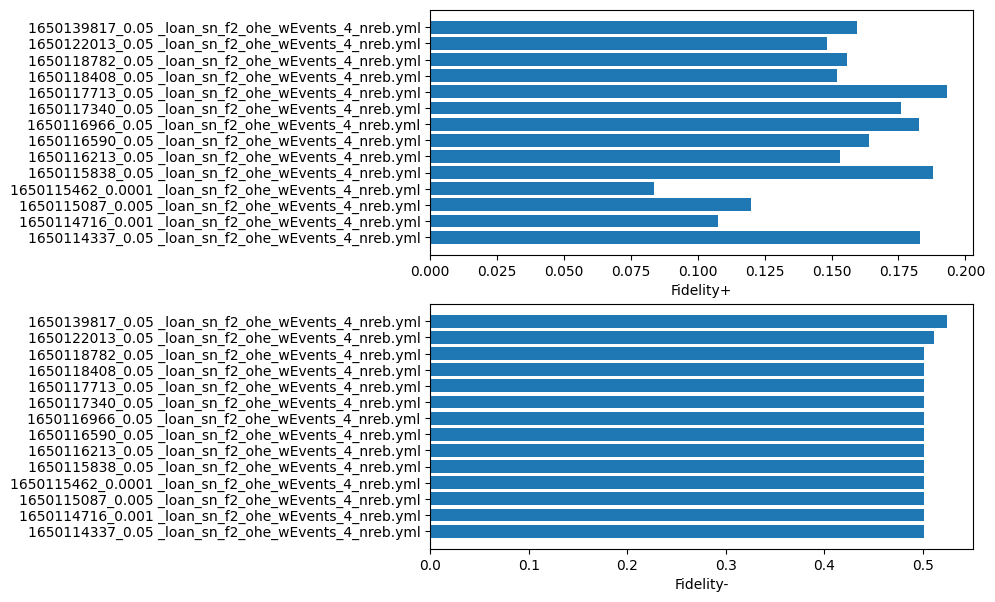 1650139817_0.05 _loan_sn_f2_ohe_wEvents_4_nreb.yml
1650122013_0.05 _loan_sn_f2_ohe_wEvents_4_nreb.yml
1650118782_0.05 _loan_sn_f2_ohe_wEvents_4_nreb.yml
1650118408_0.05 _loan_sn_f2_ohe_wEvents_4_nreb.yml
1650117713_0.05 _loan_sn_f2_ohe_wEvents_4_nreb.yml
1650117340_0.05 _loan_sn_f2_ohe_wEvents_4_nreb.yml
1650116966_0.05 _loan_sn_f2_ohe_wEvents_4_nreb.yml
1650116590_0.05 _loan_sn_f2_ohe_wEvents_4_nreb.yml
1650116213_0.05 _loan_sn_f2_ohe_wEvents_4_nreb.yml
1650115838_0.05 _loan_sn_f2_ohe_wEvents_4_nreb.yml
1650115462_0.0001 _loan_sn_f2_ohe_wEvents_4_nreb.yml
1650115087_0.005 _loan_sn_f2_ohe_wEvents_4_nreb.yml
1650114716_0.001 _loan_sn_f2_ohe_wEvents_4_nreb.yml
1650114337_0.05 _loan_sn_f2_ohe_wEvents_4_nreb.yml
0.000 0.025 0.050 0.075 0.100 0.125 0.150 0.175 0.200
Fidelity+
1650139817_0.05 _loan_sn_f2_ohe_wEvents_4_nreb.yml
1650122013_0.05 _loan_sn_f2_ohe_wEvents_4_nreb.yml
1650118782_0.05 _loan_sn_f2_ohe_wEvents_4_nreb.yml
1650118408_0.05 _loan_sn_f2_ohe_wEvents_4_nreb.yml
1650117713_0.05 _loan_sn_f2_ohe_wEvents_4_nreb.yml
1650117340_0.05 _loan_sn_f2_ohe_wEvents_4_nreb.yml
1650116966_0.05 _loan_sn_f2_ohe_wEvents_4_nreb.yml
1650116590_0.05 _loan_sn_f2_ohe_wEvents_4_nreb.yml
1650116213_0.05 _loan_sn_f2_ohe_wEvents_4_nreb.yml
1650115838_0.05 _loan_sn_f2_ohe_wEvents_4_nreb.yml
1650115462_0.0001 _loan_sn_f2_ohe_wEvents_4_nreb.yml
1650115087_0.005 _loan_sn_f2_ohe_wEvents_4_nreb.yml
1650114716_0.001 _loan_sn_f2_ohe_wEvents_4_nreb.yml
1650114337_0.05 _loan_sn_f2_ohe_wEvents_4_nreb.yml
0.0 0.1 0.2 0.3 0.4 0.5
Fidelity-